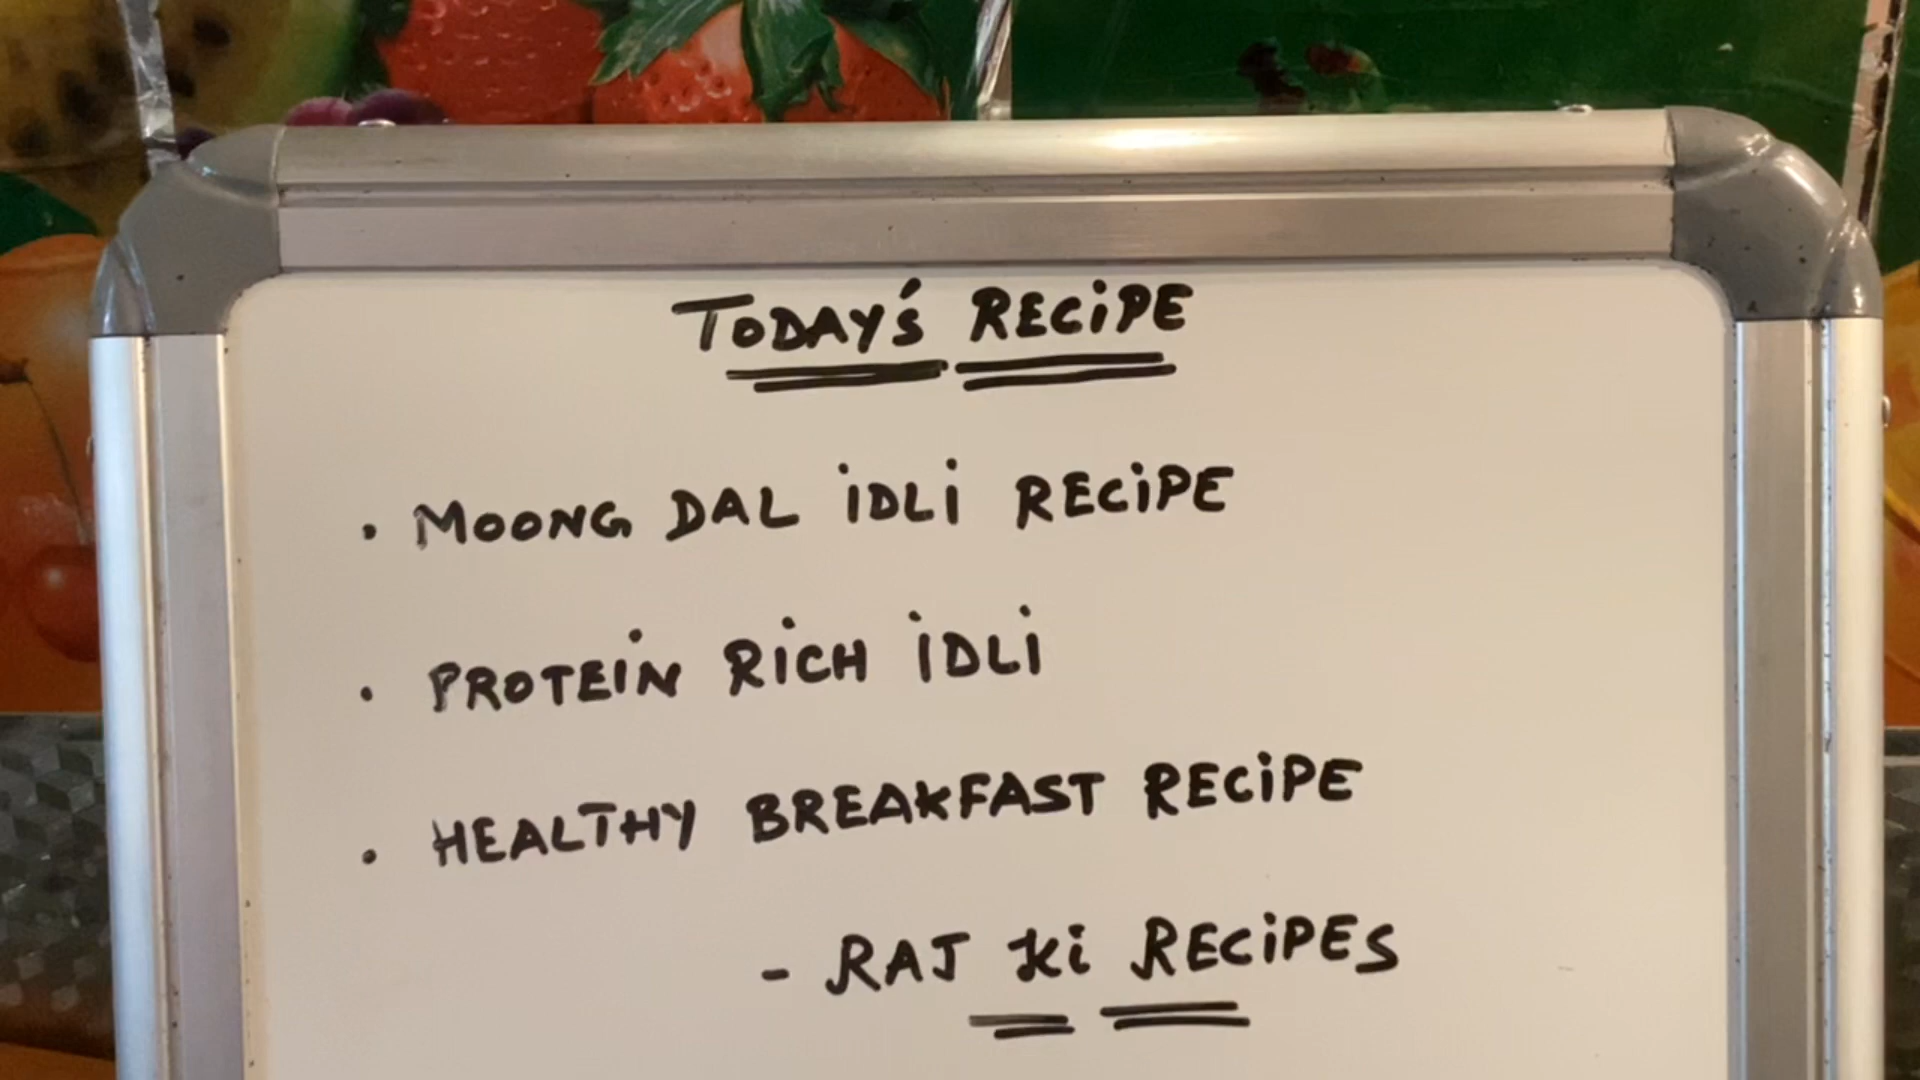 TODAY'S RECiPE
• MOONG DAL iDLi RECiPE
• PROTEiN RiCH iDLi
• HEALTHY BREAKFAST RECiPE
- RAJ Ki RECiPES